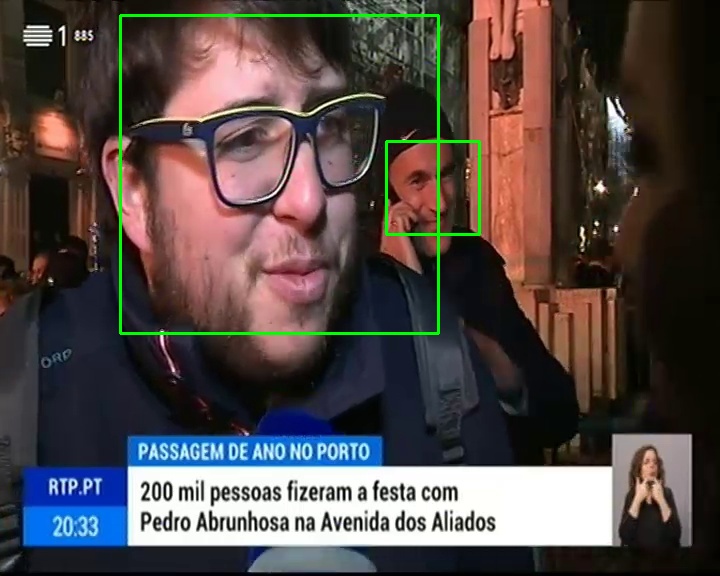 1 885
ORP
PASSAGEM DE ANO NO PORTO
RTP.PT
200 mil pessoas fizeram a festa com
20:33
Pedro Abrunhosa na Avenida dos Aliados